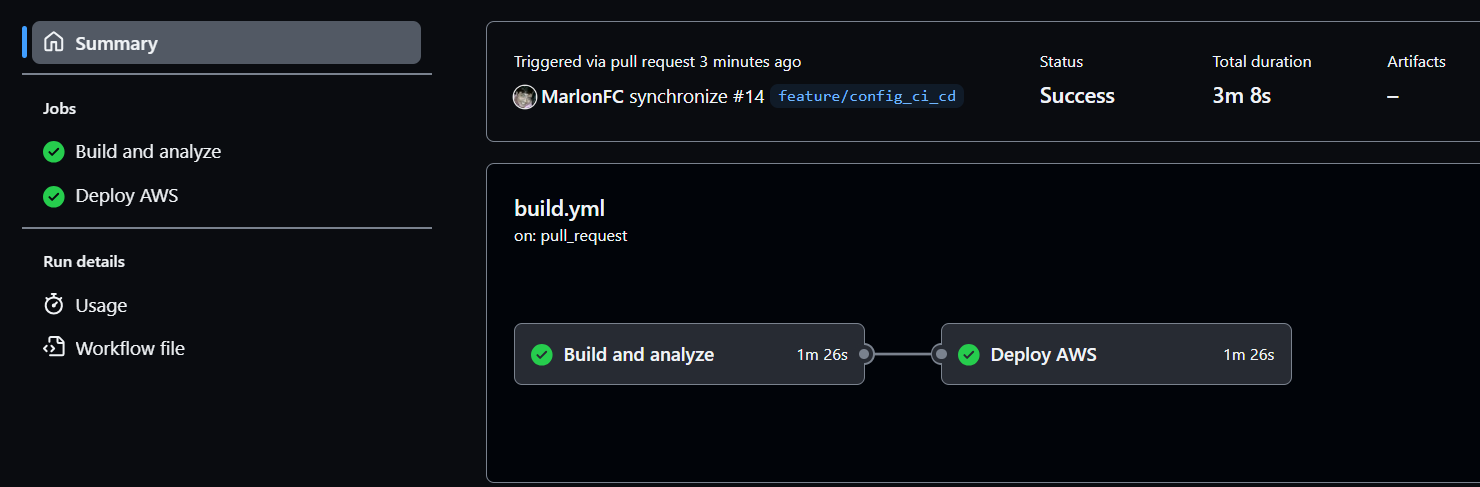 Summary
Jobs
Build and analyze
Deploy AWS
Run details
Usage
Workflow file
Triggered via pull request 3 minutes ago
MarlonFC synchronize #14 feature/config_ci_cd
Status
Success
Total duration
3m 8s
Artifacts
–
build.yml
on: pull_request
Build and analyze 1m 26s
Deploy AWS 1m 26s